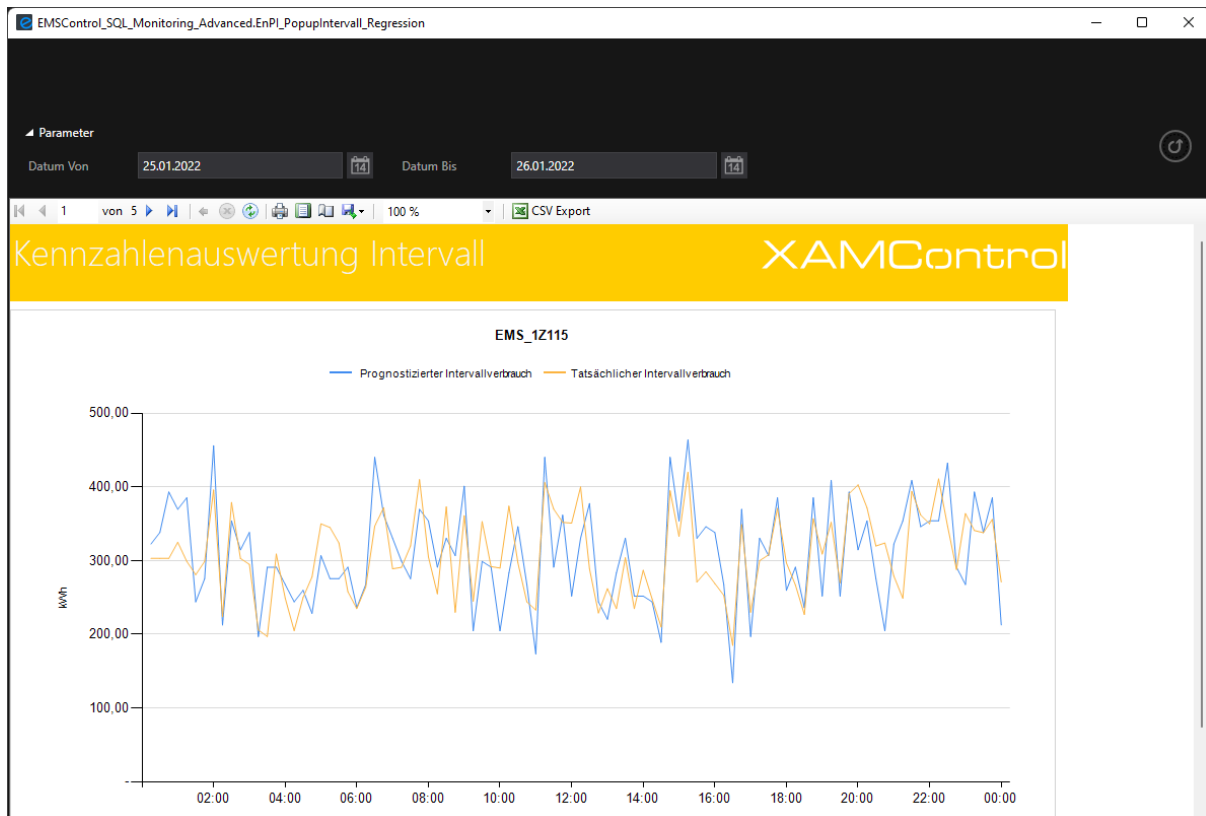 EMSControl_SQL_Monitoring_Advanced.EnPI_PopupIntervall_Regression
Parameter
Datum Von 25.01.2022 14 Datum Bis 26.01.2022 14
1 von 5 100 % CSV Export
Kennzahlenauswertung Intervall XAMControl
EMS_1Z115
Prognostizierter Intervallverbrauch Tatsächlicher Intervallverbrauch
500,00
400,00
300,00
kWh
200,00
100,00
-
02:00 04:00 06:00 08:00 10:00 12:00 14:00 16:00 18:00 20:00 22:00 00:00